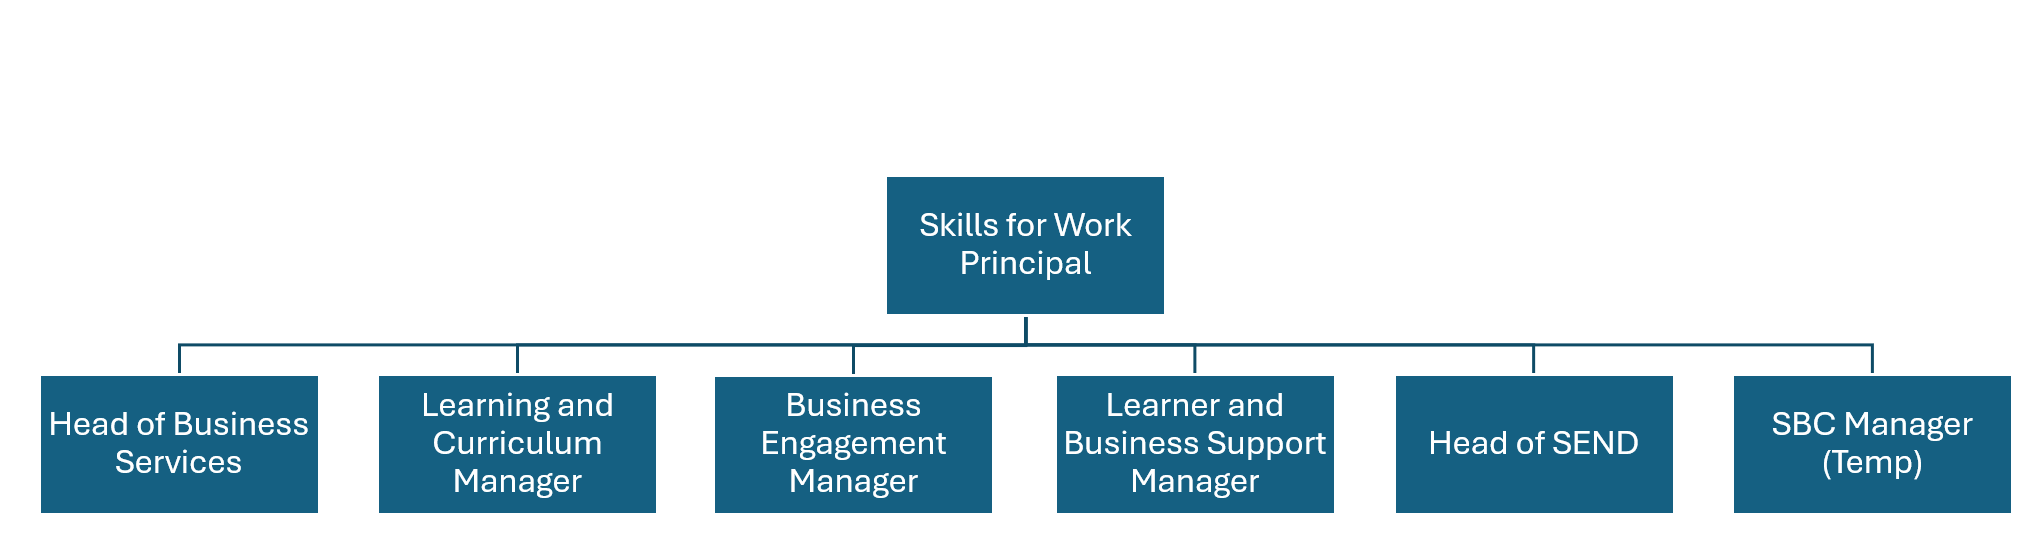 Skills for Work
Principal
Head of Business
Services
Learning and
Curriculum
Manager
Business
Engagement
Manager
Learner and
Business Support
Manager
Head of SEND
SBC Manager
(Temp)